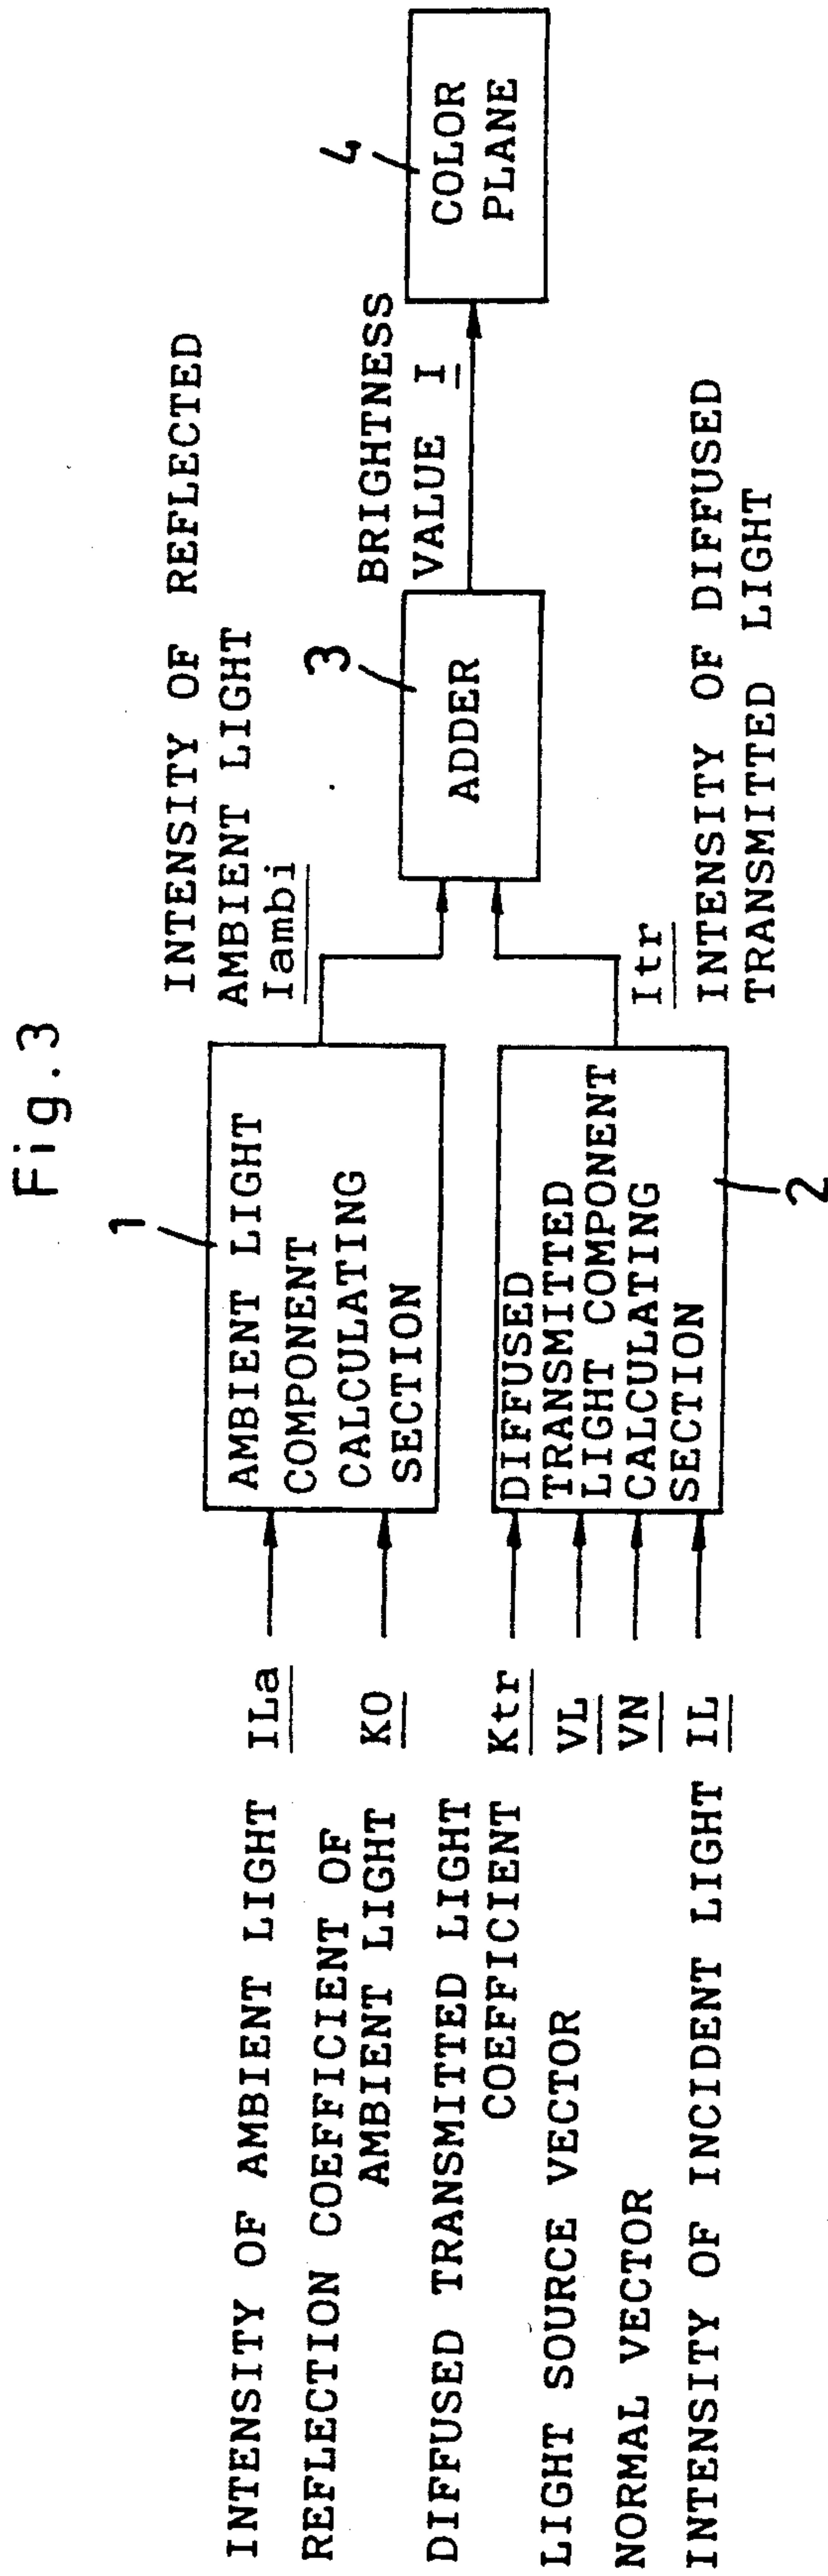 Fig.3
INTENSITY OF AMBIENT LIGHT ILa
REFLECTION COEFFICIENT OF
AMBIENT LIGHT
KO
DIFFUSED TRANSMITTED LIGHT
COEFFICIENT
Ktr
LIGHT SOURCE VECTOR
VL
NORMAL VECTOR
VN
INTENSITY OF INCIDENT LIGHT IL
1
AMBIENT LIGHT
COMPONENT
CALCULATING
SECTION
DIFFUSED
TRANSMITTED
LIGHT COMPONENT
CALCULATING
SECTION
2
INTENSITY OF REFLECTED
AMBIENT LIGHT
Iambi
Itr
INTENSITY OF DIFFUSED
TRANSMITTED LIGHT
3
ADDER
BRIGHTNESS
VALUE I
4
COLOR
PLANE